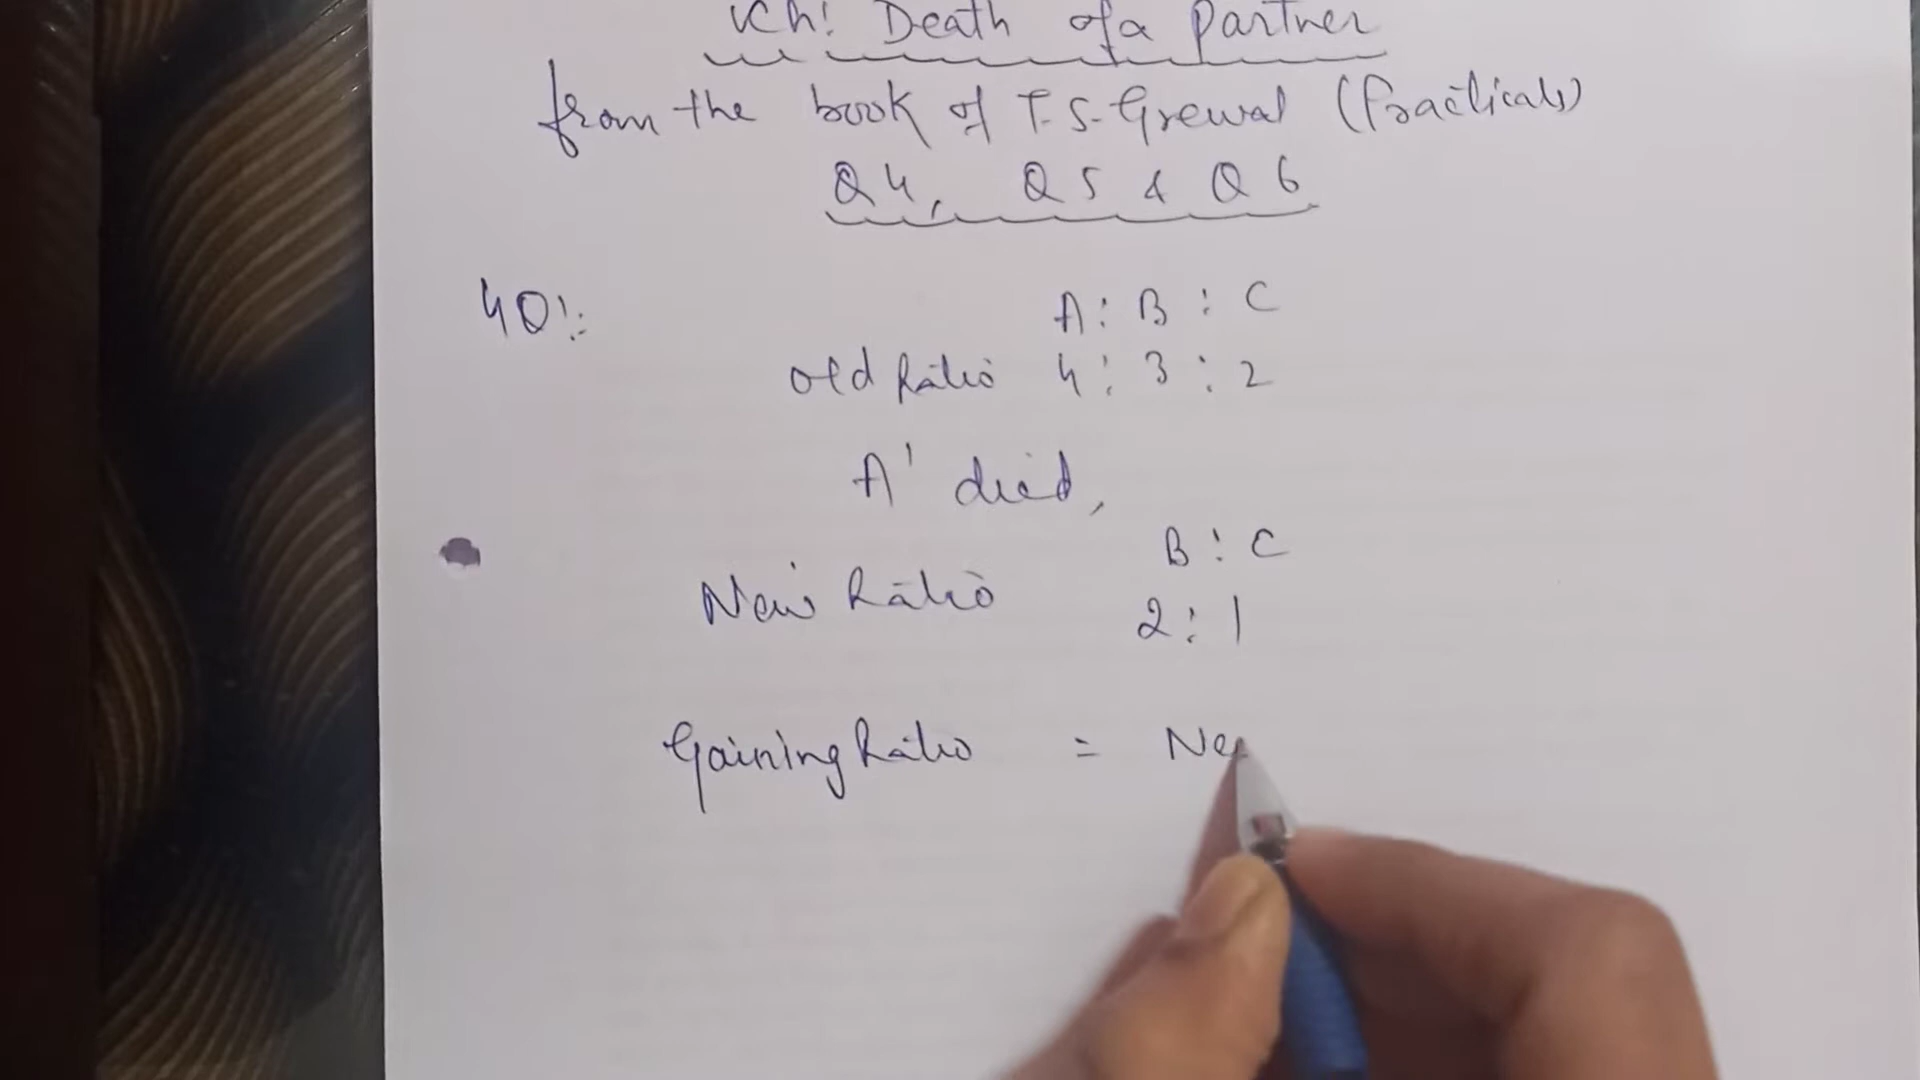 Ch: Death of a Partner
from the book of T.S. Grewal (Practicals)
Q4, Q5 & Q6
4Q:-
A : B : C
Old Ratio 4 : 3 : 2
A' died,
B : C
New Ratio
2 : 1
Gaining Ratio = Ne